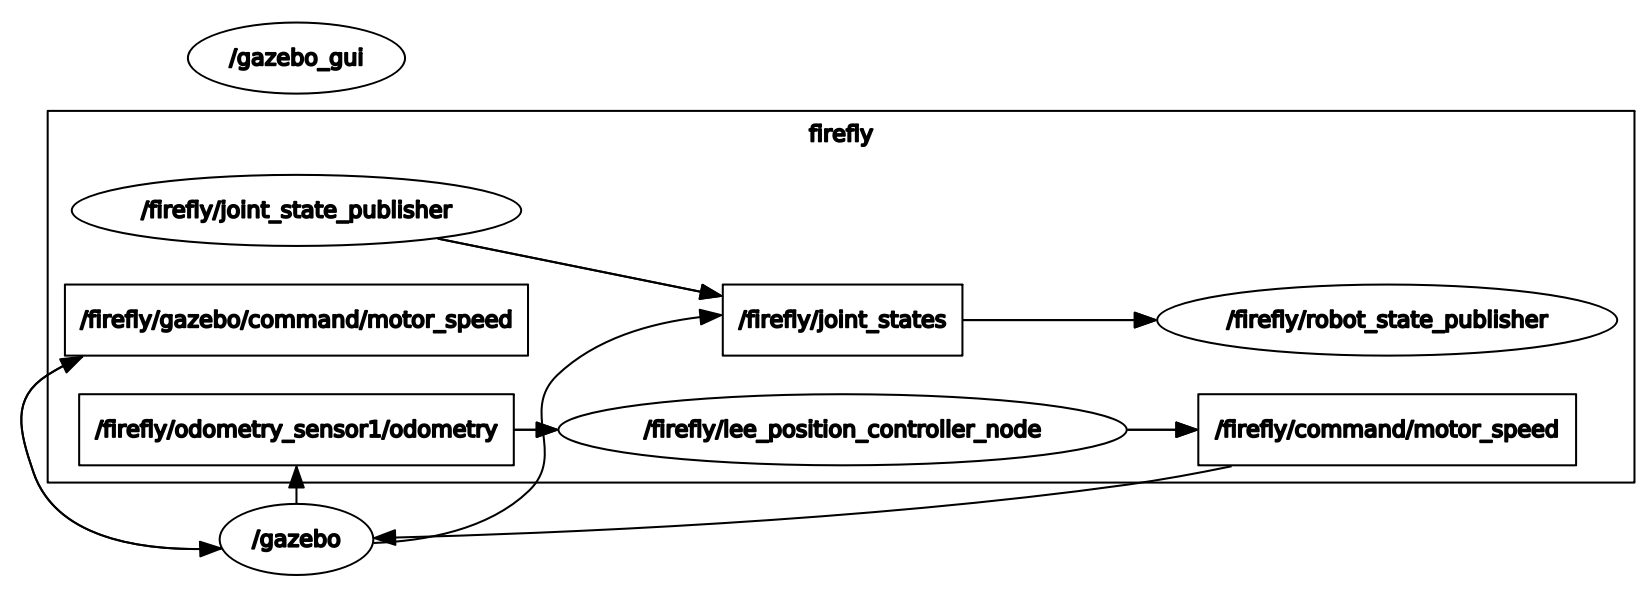 /gazebo_gui
firefly
/firefly/joint_state_publisher
/firefly/gazebo/command/motor_speed
/firefly/joint_states
/firefly/robot_state_publisher
/firefly/odometry_sensor1/odometry
/firefly/lee_position_controller_node
/firefly/command/motor_speed
/gazebo